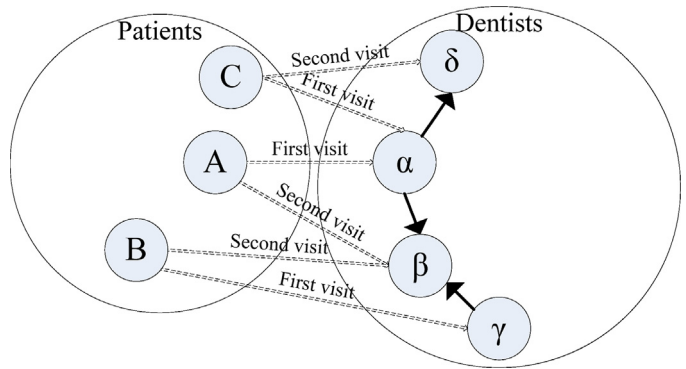 Patients
Dentists
C
Second visit
δ
First visit
A
First visit
α
Second visit
B
Second visit
β
First visit
γ